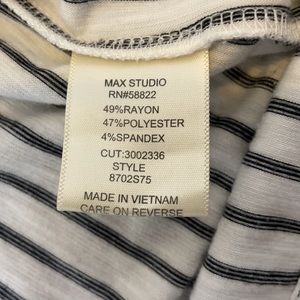 MAX STUDIO
RN#58822
49%RAYON
47%POLYESTER
4%SPANDEX
CUT:3002336
STYLE
8702S75
MADE IN VIETNAM
CARE ON REVERSE